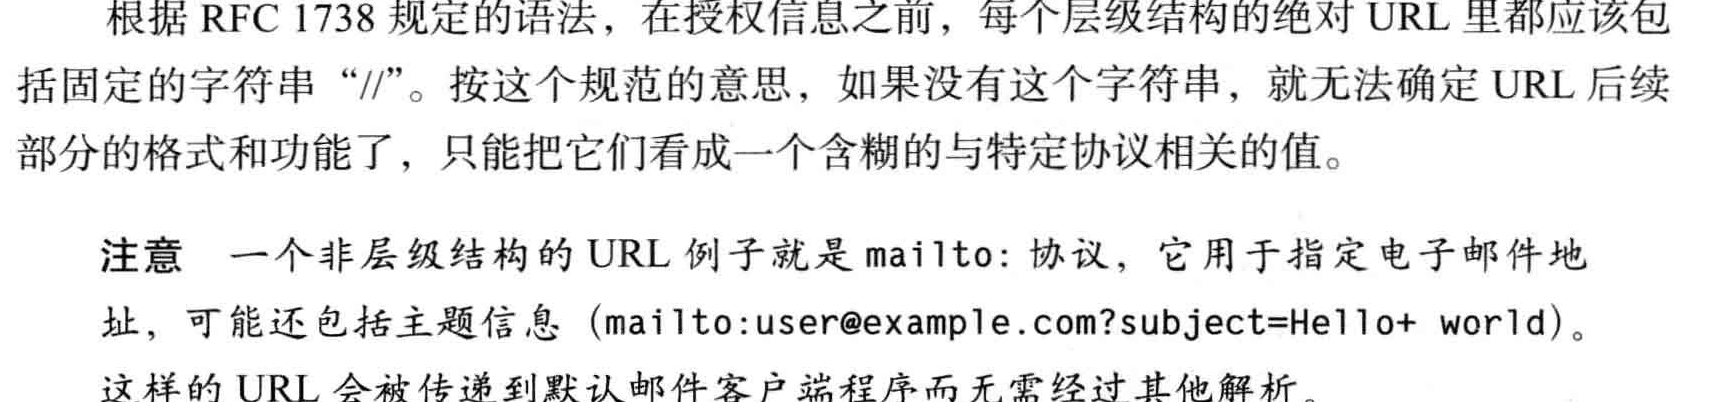 根据 RFC 1738 规定的语法，在授权信息之前，每个层级结构的绝对 URL 里都应该包
括固定的字符串“//”。按这个规范的意思，如果没有这个字符串，就无法确定 URL 后续
部分的格式和功能了，只能把它们看成一个含糊的与特定协议相关的值。
注意 一个非层级结构的 URL 例子就是 mailto: 协议，它用于指定电子邮件地
址，可能还包括主题信息（mailto:user@example.com?subject=Hello+ world）。
这样的 URL 会被传递到默认邮件客户端程序而无需经过其他解析。